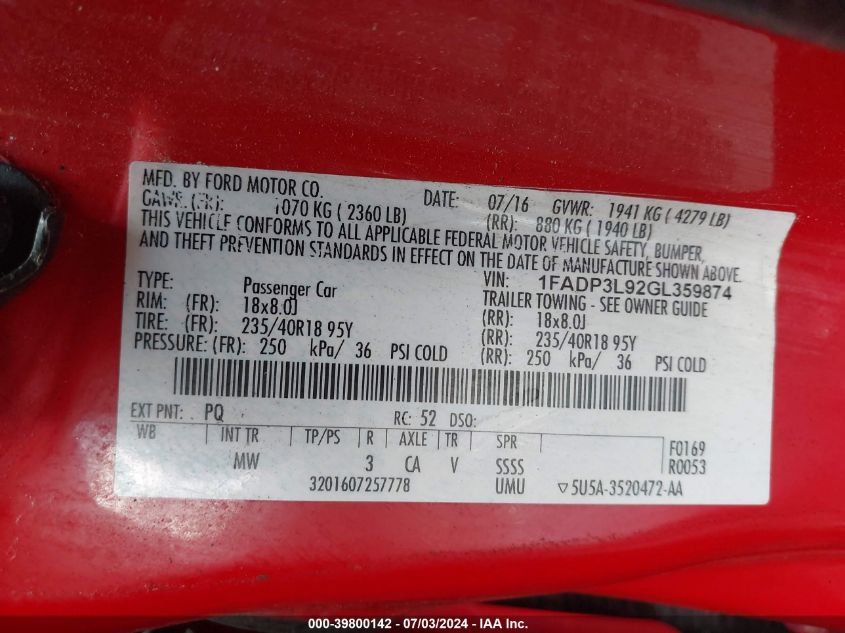 MFD. BY FORD MOTOR CO. DATE: 07/16 GVWR: 1941 KG ( 4279 LB)
GAWR: (FR): 1070 KG ( 2360 LB) (RR): 880 KG ( 1940 LB)
THIS VEHICLE CONFORMS TO ALL APPLICABLE FEDERAL MOTOR VEHICLE SAFETY, BUMPER,
AND THEFT PREVENTION STANDARDS IN EFFECT ON THE DATE OF MANUFACTURE SHOWN ABOVE.
VIN: 1FADP3L92GL359874
TYPE: Passenger Car TRAILER TOWING - SEE OWNER GUIDE
RIM: (FR): 18x8.0J (RR): 18x8.0J
TIRE: (FR): 235/40R18 95Y (RR): 235/40R18 95Y
PRESSURE: (FR): 250 kPa/ 36 PSI COLD (RR): 250 kPa/ 36 PSI COLD
EXT PNT: PQ RC: 52 DSO:
WB INT TR TP/PS R AXLE TR SPR F0169
MW 3 CA V SSSS R0053
3201607257778 UMU ▽5U5A-3520472-AA
000-39800142 - 07/03/2024 - IAAI.com.